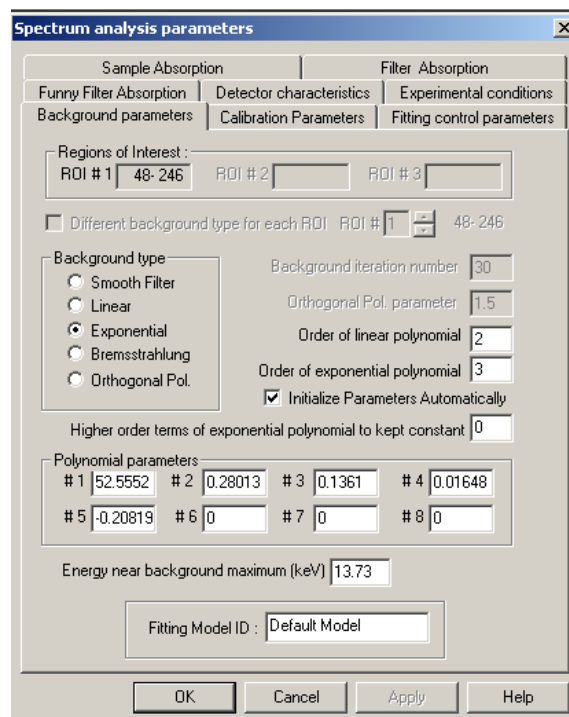 Spectrum analysis parameters
Sample Absorption
Filter Absorption
Funny Filter Absorption
Detector characteristics
Experimental conditions
Background parameters
Calibration Parameters
Fitting control parameters
Regions of Interest :
ROI # 1 48- 246 ROI # 2 ROI # 3
Different background type for each ROI ROI # 1 48- 246
Background type
Smooth Filter
Linear
Exponential
Bremsstrahlung
Orthogonal Pol.
Background iteration number 30
Orthogonal Pol. parameter 1.5
Order of linear polynomial 2
Order of exponential polynomial 3
Initialize Parameters Automatically
Higher order terms of exponential polynomial to kept constant 0
Polynomial parameters
# 1 52.5552 # 2 0.28013 # 3 0.1361 # 4 0.01648
# 5 -0.20819 # 6 0 # 7 0 # 8 0
Energy near background maximum (keV) 13.73
Fitting Model ID : Default Model
OK Cancel Apply Help